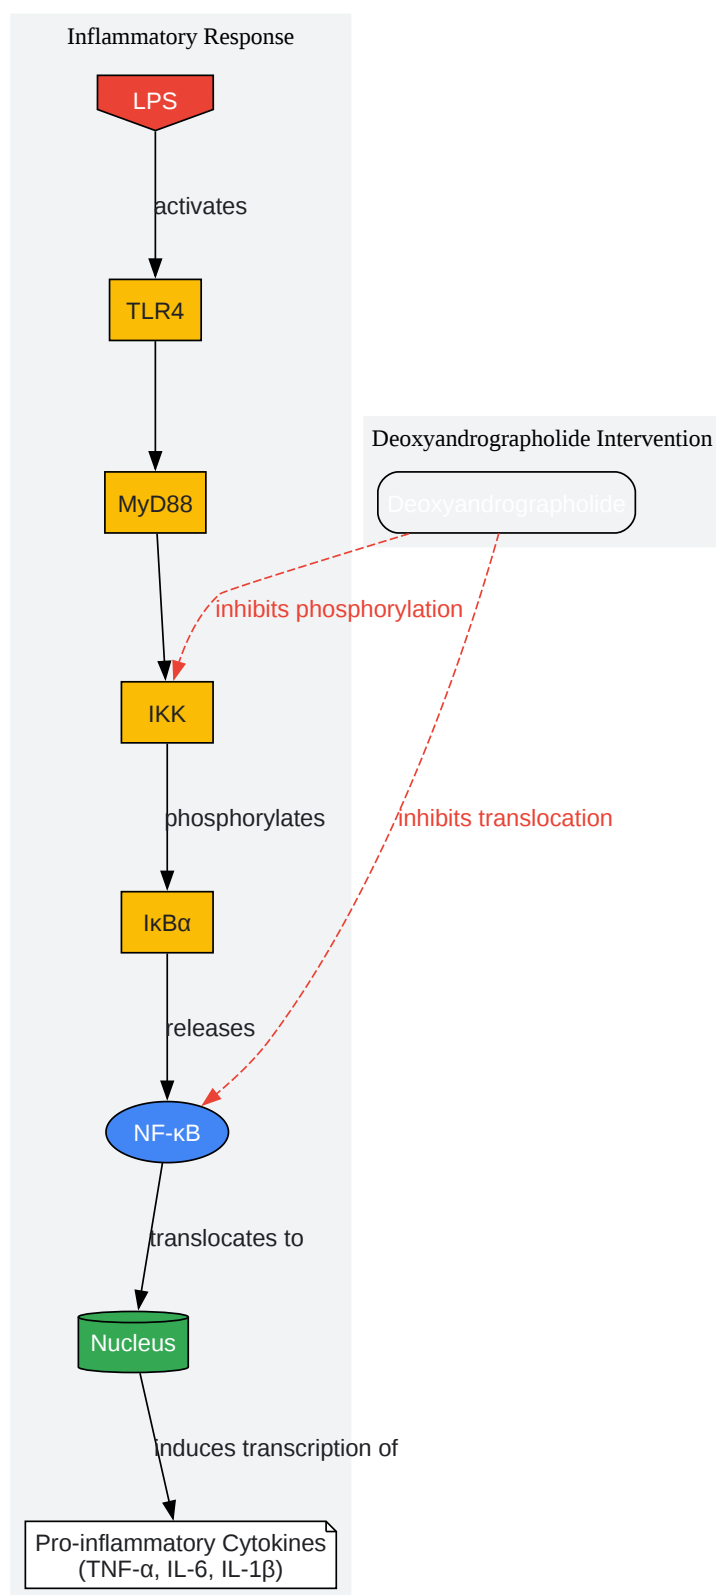 Inflammatory Response
LPS
activates
TLR4
MyD88
Deoxyandrographolide Intervention
Deoxyandrographolide
inhibits phosphorylation
IKK
phosphorylates
inhibits translocation
IκBα
releases
NF-κB
translocates to
Nucleus
induces transcription of
Pro-inflammatory Cytokines
(TNF-α, IL-6, IL-1β)